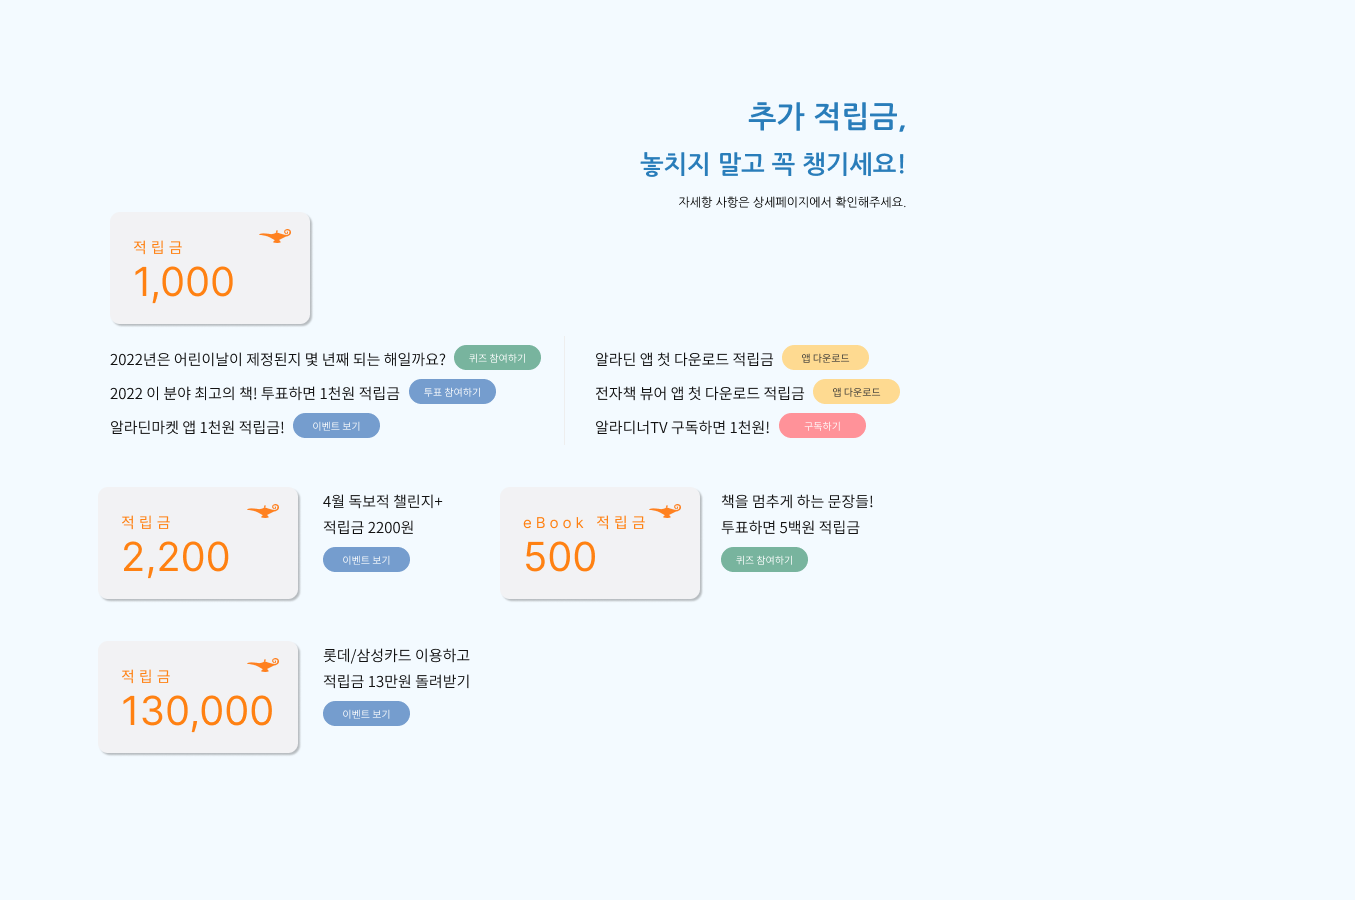 추가 적립금,
놓치지 말고 꼭 챙기세요!
자세항 사항은 상세페이지에서 확인해주세요.
적립금
1,000
2022년은 어린이날이 제정된지 몇 년째 되는 해일까요? 퀴즈 참여하기
2022 이 분야 최고의 책! 투표하면 1천원 적립금 투표 참여하기
알라딘마켓 앱 1천원 적립금! 이벤트 보기
알라딘 앱 첫 다운로드 적립금 앱 다운로드
전자책 뷰어 앱 첫 다운로드 적립금 앱 다운로드
알라디너TV 구독하면 1천원! 구독하기
적립금
2,200
4월 독보적 챌린지+
적립금 2200원
이벤트 보기
eBook 적립금
500
책을 멈추게 하는 문장들!
투표하면 5백원 적립금
퀴즈 참여하기
적립금
130,000
롯데/삼성카드 이용하고
적립금 13만원 돌려받기
이벤트 보기